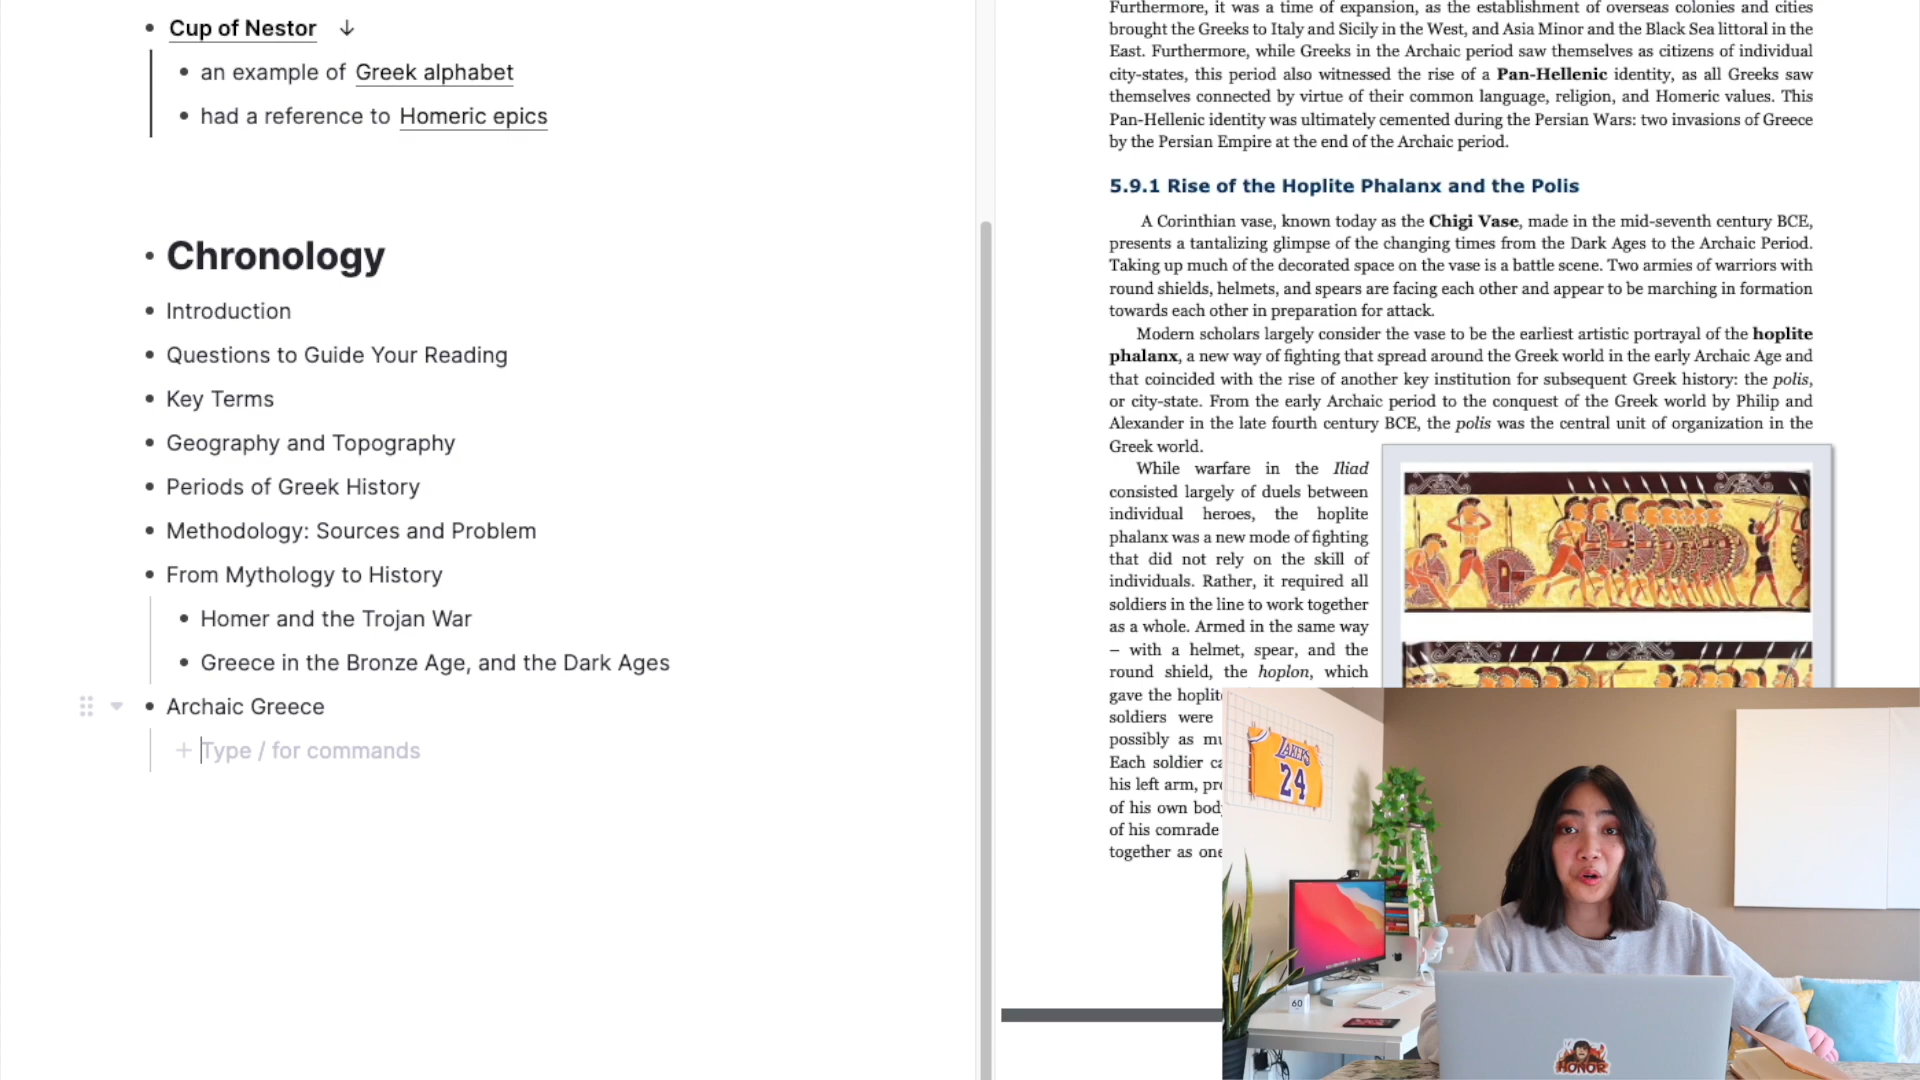 Cup of Nestor ↓
an example of Greek alphabet
had a reference to Homeric epics
Chronology
Introduction
Questions to Guide Your Reading
Key Terms
Geography and Topography
Periods of Greek History
Methodology: Sources and Problem
From Mythology to History
Homer and the Trojan War
Greece in the Bronze Age, and the Dark Ages
Archaic Greece
Type / for commands
Furthermore, it was a time of expansion, as the establishment of overseas colonies and cities
brought the Greeks to Italy and Sicily in the West, and Asia Minor and the Black Sea littoral in the
East. Furthermore, while Greeks in the Archaic period saw themselves as citizens of individual
city-states, this period also witnessed the rise of a Pan-Hellenic identity, as all Greeks saw
themselves connected by virtue of their common language, religion, and Homeric values. This
Pan-Hellenic identity was ultimately cemented during the Persian Wars: two invasions of Greece
by the Persian Empire at the end of the Archaic period.
5.9.1 Rise of the Hoplite Phalanx and the Polis
A Corinthian vase, known today as the Chigi Vase, made in the mid-seventh century BCE,
presents a tantalizing glimpse of the changing times from the Dark Ages to the Archaic Period.
Taking up much of the decorated space on the vase is a battle scene. Two armies of warriors with
round shields, helmets, and spears are facing each other and appear to be marching in formation
towards each other in preparation for attack.
Modern scholars largely consider the vase to be the earliest artistic portrayal of the hoplite
phalanx, a new way of fighting that spread around the Greek world in the early Archaic Age and
that coincided with the rise of another key institution for subsequent Greek history: the polis,
or city-state. From the early Archaic period to the conquest of the Greek world by Philip and
Alexander in the late fourth century BCE, the polis was the central unit of organization in the
Greek world.
While warfare in the Iliad
consisted largely of duels between
individual heroes, the hoplite
phalanx was a new mode of fighting
that did not rely on the skill of
individuals. Rather, it required all
soldiers in the line to work together
as a whole. Armed in the same way
– with a helmet, spear, and the
round shield, the hoplon, which
gave the hoplit
soldiers were
possibly as mu
Each soldier ca
his left arm, pro
of his own bod
of his comrade
together as one
LAKERS
24
60
HONOR